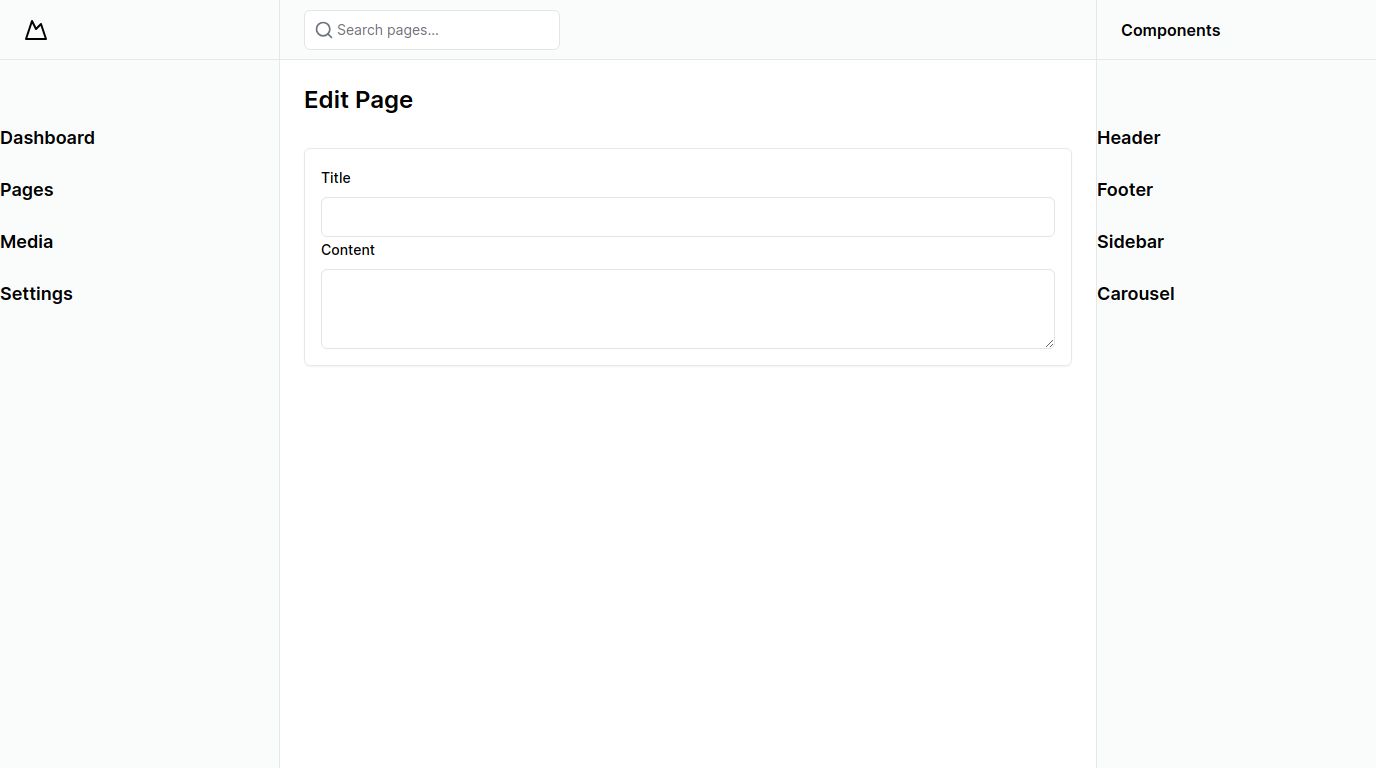 Search pages...
Components
Dashboard
Pages
Media
Settings
Edit Page
Title
Content
Header
Footer
Sidebar
Carousel